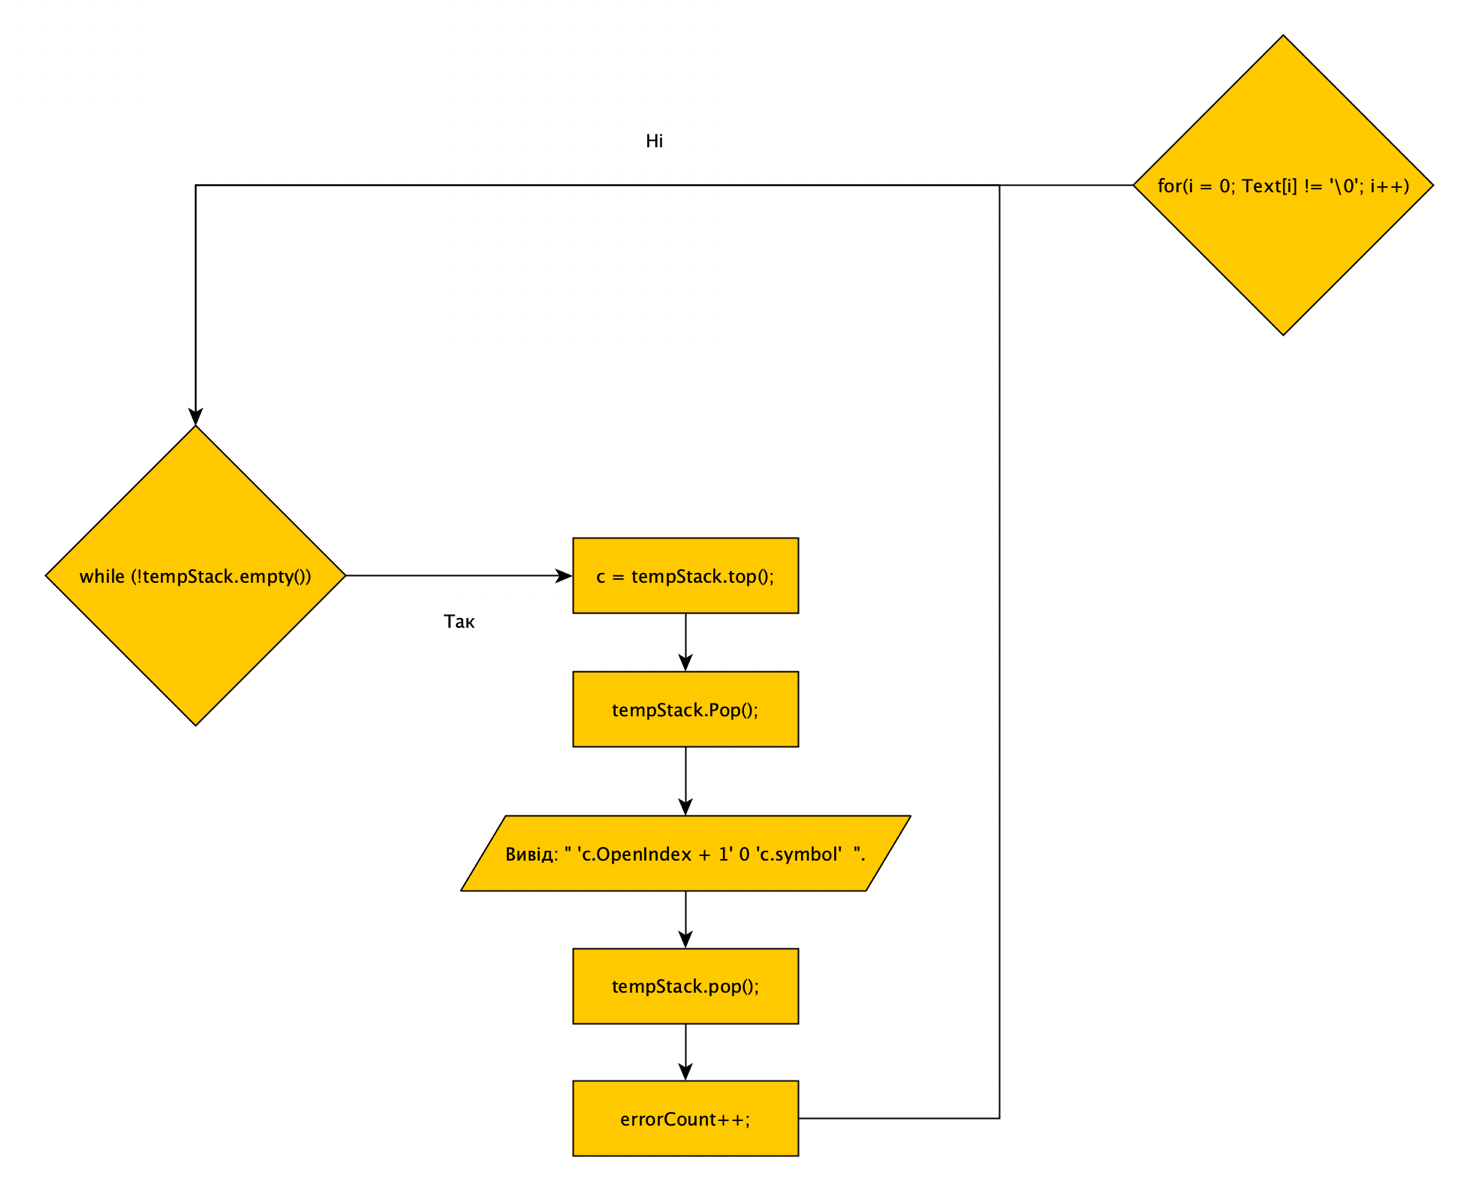 Ні
for(i = 0; Text[i] != '\0'; i++)
while (!tempStack.empty())
Так
c = tempStack.top();
tempStack.Pop();
Вивід: " 'c.OpenIndex + 1' 0 'c.symbol'  ".
tempStack.pop();
errorCount++;